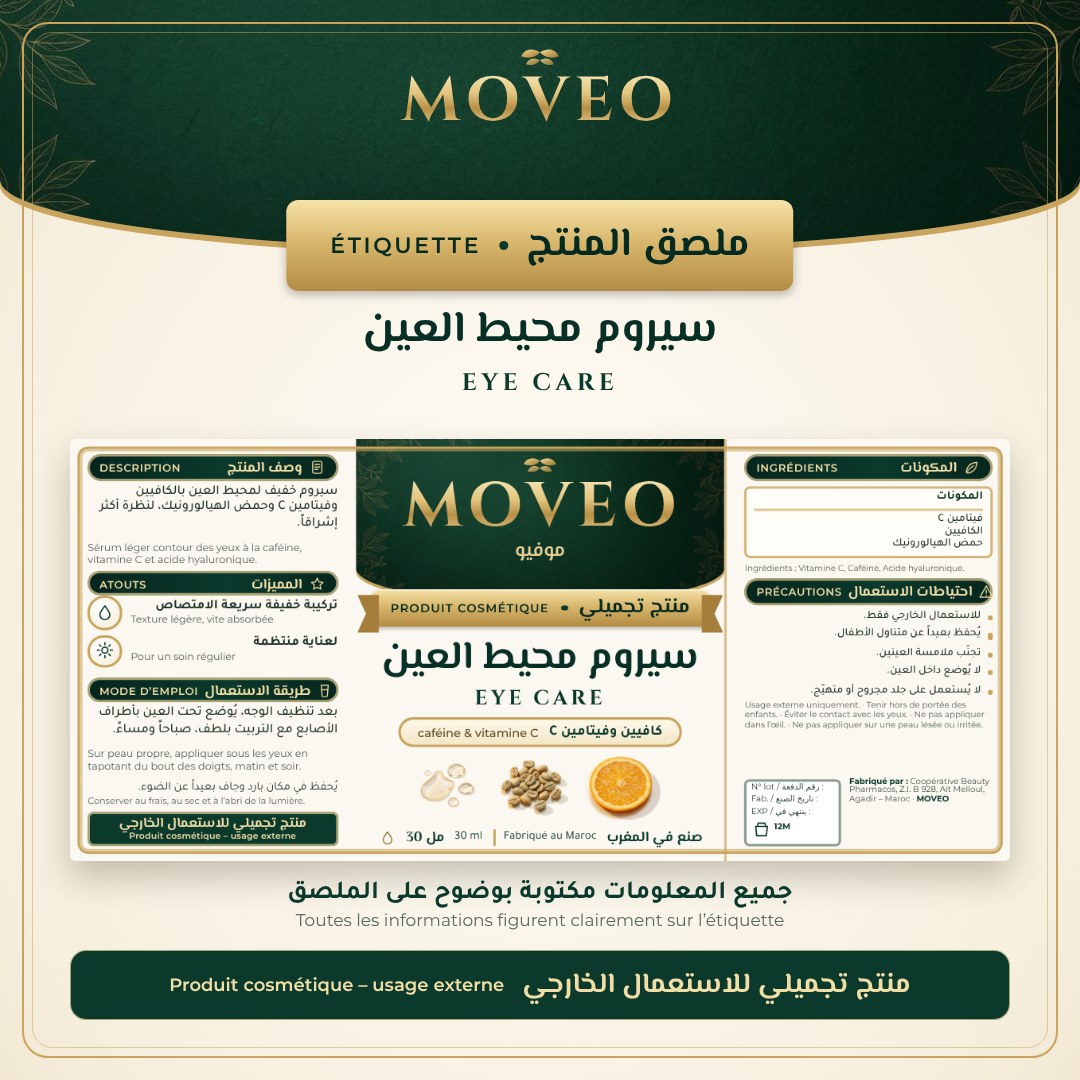 MOVEO
ÉTIQUETTE • ملصق المنتج
سيروم محيط العين
EYE CARE
DESCRIPTION وصف المنتج
سيروم خفيف لمحيط العين بالكافيين
وفيتامين C وحمض الهيالورونيك، لنظرة أكثر
إشراقاً.
Sérum léger contour des yeux à la caféine,
vitamine C et acide hyaluronique.
ATOUTS المميزات
تركيبة خفيفة سريعة الامتصاص
Texture légère, vite absorbée
لعناية منتظمة
Pour un soin régulier
MODE D'EMPLOI طريقة الاستعمال
بعد تنظيف الوجه، يُوضع تحت العين بأطراف
الأصابع مع التربيت بلطف، صباحاً ومساءً.
Sur peau propre, appliquer sous les yeux en
tapotant du bout des doigts, matin et soir.
يُحفظ في مكان بارد وجاف بعيداً عن الضوء.
Conserver au frais, au sec et à l'abri de la lumière.
منتج تجميلي للاستعمال الخارجي
Produit cosmétique – usage externe
MOVEO
موفيو
PRODUIT COSMÉTIQUE • منتج تجميلي
سيروم محيط العين
EYE CARE
caféine & vitamine C كافيين وفيتامين C
30 مل 30 ml | Fabriqué au Maroc صنع في المغرب
INGRÉDIENTS المكونات
المكونات
فيتامين C
الكافيين
حمض الهيالورونيك
Ingrédients : Vitamine C, Caféine, Acide hyaluronique.
PRÉCAUTIONS احتياطات الاستعمال
للاستعمال الخارجي فقط.
يُحفظ بعيداً عن متناول الأطفال.
تجنّب ملامسة العينين.
لا يُوضع داخل العين.
لا يُستعمل على جلد مجروح أو متهيّج.
Usage externe uniquement. · Tenir hors de portée des
enfants. · Éviter le contact avec les yeux. · Ne pas appliquer
dans l'œil. · Ne pas appliquer sur une peau lésée ou irritée.
N° lot / رقم الدفعة :
Fab. / تاريخ الصنع :
EXP / ينتهي في :
12M
Fabriqué par : Coopérative Beauty
Pharmacos, Z.I. B 928, Aït Melloul,
Agadir – Maroc · MOVEO
جميع المعلومات مكتوبة بوضوح على الملصق
Toutes les informations figurent clairement sur l'étiquette
Produit cosmétique – usage externe منتج تجميلي للاستعمال الخارجي